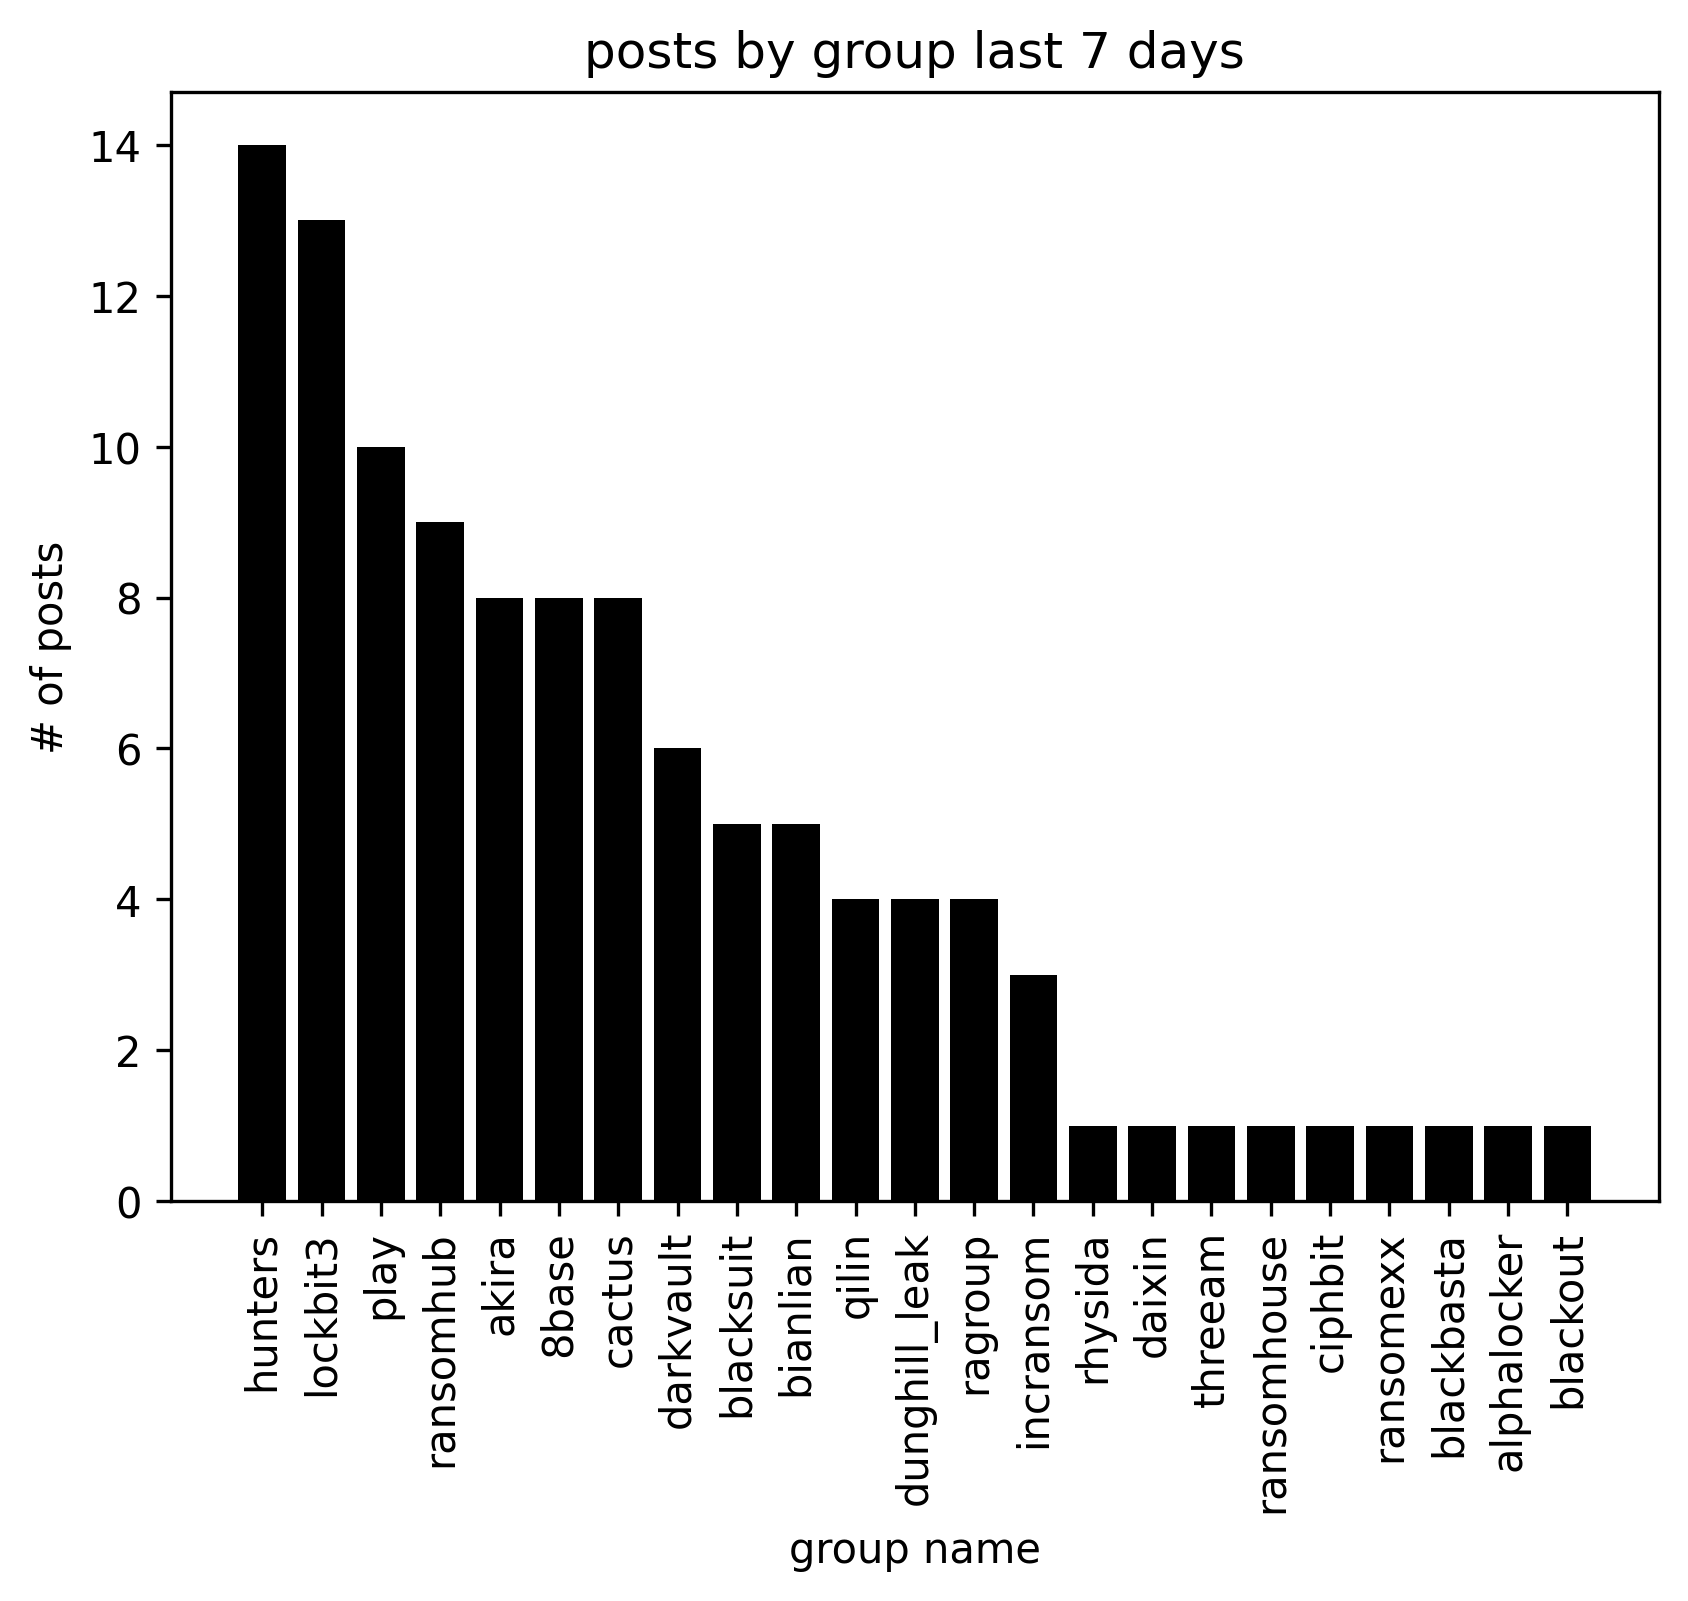 posts by group last 7 days
14
12
10
8
6
4
2
0
# of posts
hunters
lockbit3
play
ransomhub
akira
8base
cactus
darkvault
blacksuit
bianlian
qilin
dunghill_leak
ragroup
incransom
rhysida
daixin
threeam
ransomhouse
ciphbit
ransomexx
blackbasta
alphalocker
blackout
group name